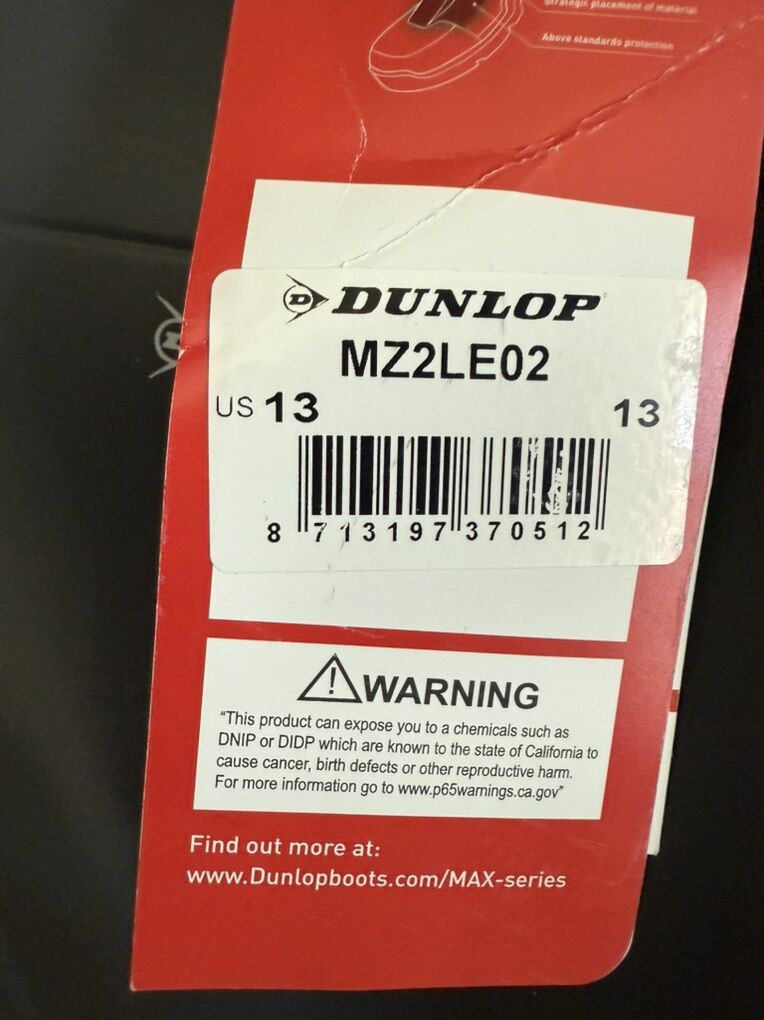 Strategic placement of material
Above standards protection
D DUNLOP
MZ2LE02
US 13 13
8 713197 370512
WARNING
"This product can expose you to a chemicals such as
DNIP or DIDP which are known to the state of California to
cause cancer, birth defects or other reproductive harm.
For more information go to www.p65warnings.ca.gov"
Find out more at:
www.Dunlopboots.com/MAX-series